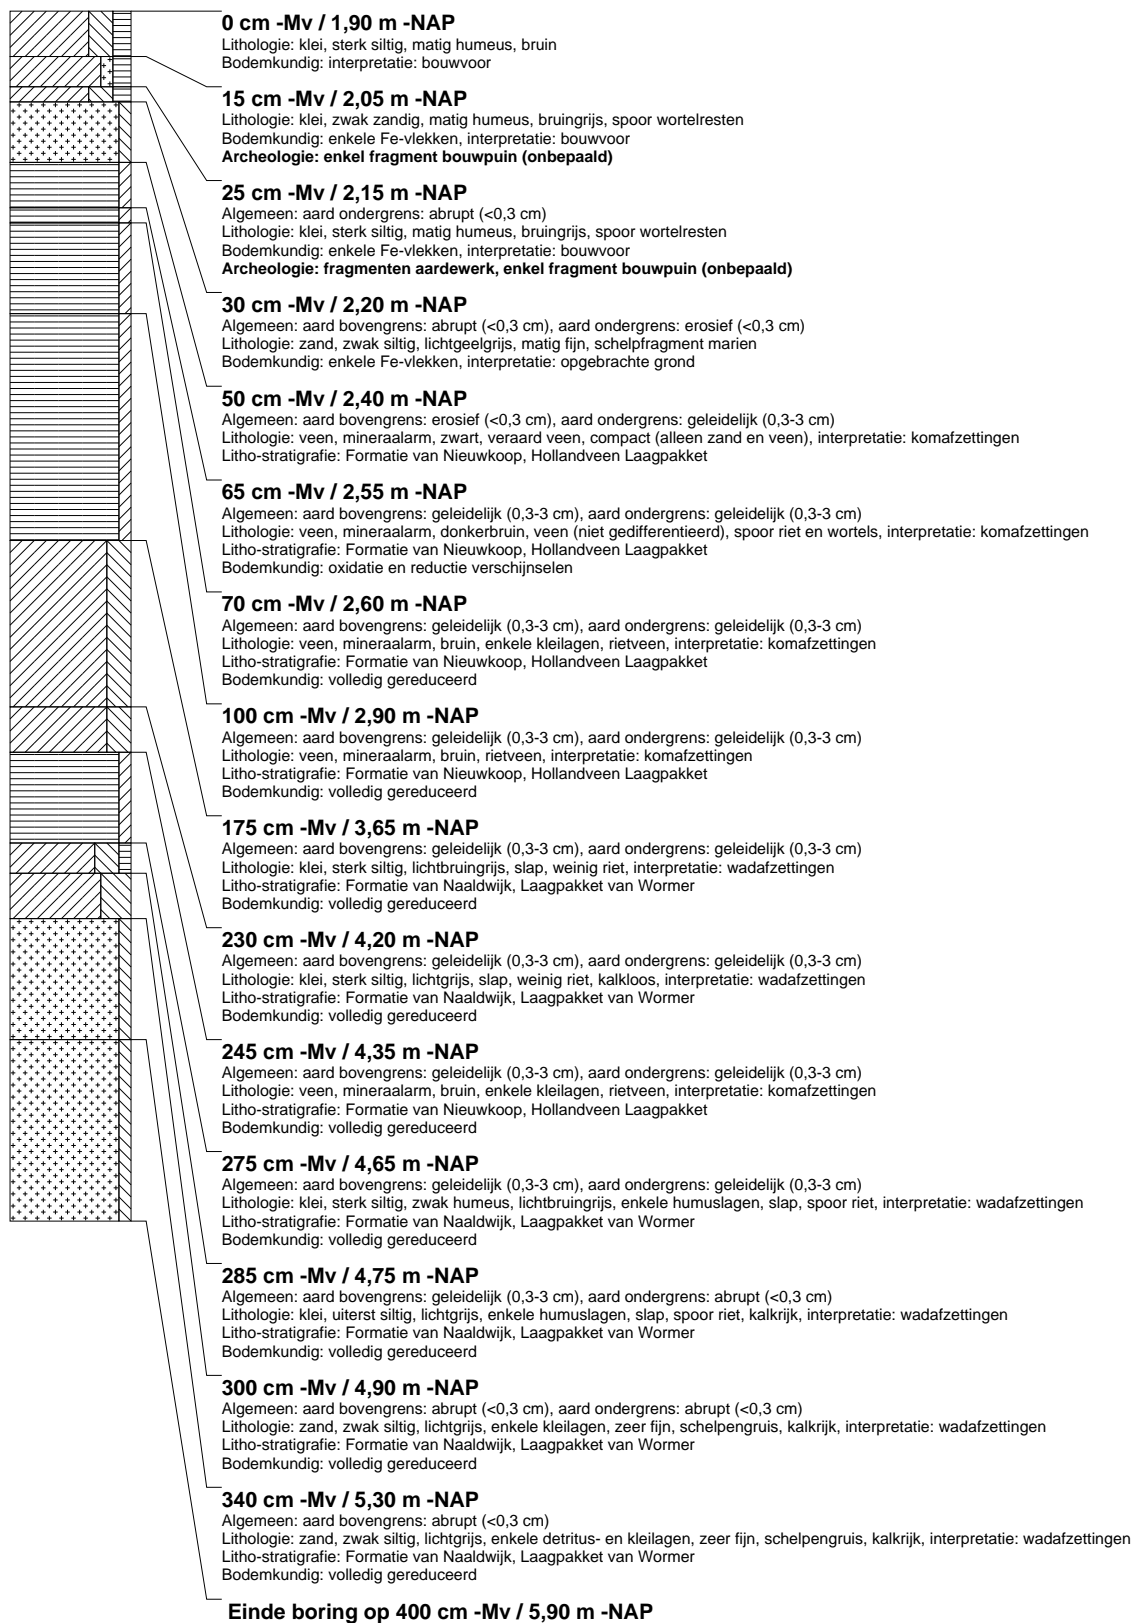 0 cm -Mv / 1,90 m -NAP
Lithologie: klei, sterk siltig, matig humeus, bruin
Bodemkundig: interpretatie: bouwvoor
15 cm -Mv / 2,05 m -NAP
Lithologie: klei, zwak zandig, matig humeus, bruingrijs, spoor wortelresten
Bodemkundig: enkele Fe-vlekken, interpretatie: bouwvoor
Archeologie: enkel fragment bouwpuin (onbepaald)
25 cm -Mv / 2,15 m -NAP
Algemeen: aard ondergrens: abrupt (<0,3 cm)
Lithologie: klei, sterk siltig, matig humeus, bruingrijs, spoor wortelresten
Bodemkundig: enkele Fe-vlekken, interpretatie: bouwvoor
Archeologie: fragmenten aardewerk, enkel fragment bouwpuin (onbepaald)
30 cm -Mv / 2,20 m -NAP
Algemeen: aard bovengrens: abrupt (<0,3 cm), aard ondergrens: erosief (<0,3 cm)
Lithologie: zand, zwak siltig, lichtgeelgrijs, matig fijn, schelpfragment marien
Bodemkundig: enkele Fe-vlekken, interpretatie: opgebrachte grond
50 cm -Mv / 2,40 m -NAP
Algemeen: aard bovengrens: erosief (<0,3 cm), aard ondergrens: geleidelijk (0,3-3 cm)
Lithologie: veen, mineraalarm, zwart, veraard veen, compact (alleen zand en veen), interpretatie: komafzettingen
Litho-stratigrafie: Formatie van Nieuwkoop, Hollandveen Laagpakket
65 cm -Mv / 2,55 m -NAP
Algemeen: aard bovengrens: geleidelijk (0,3-3 cm), aard ondergrens: geleidelijk (0,3-3 cm)
Lithologie: veen, mineraalarm, donkerbruin, veen (niet gedifferentieerd), spoor riet en wortels, interpretatie: komafzettingen
Litho-stratigrafie: Formatie van Nieuwkoop, Hollandveen Laagpakket
Bodemkundig: oxidatie en reductie verschijnselen
70 cm -Mv / 2,60 m -NAP
Algemeen: aard bovengrens: geleidelijk (0,3-3 cm), aard ondergrens: geleidelijk (0,3-3 cm)
Lithologie: veen, mineraalarm, bruin, enkele kleilagen, rietveen, interpretatie: komafzettingen
Litho-stratigrafie: Formatie van Nieuwkoop, Hollandveen Laagpakket
Bodemkundig: volledig gereduceerd
100 cm -Mv / 2,90 m -NAP
Algemeen: aard bovengrens: geleidelijk (0,3-3 cm), aard ondergrens: geleidelijk (0,3-3 cm)
Lithologie: veen, mineraalarm, bruin, rietveen, interpretatie: komafzettingen
Litho-stratigrafie: Formatie van Nieuwkoop, Hollandveen Laagpakket
Bodemkundig: volledig gereduceerd
175 cm -Mv / 3,65 m -NAP
Algemeen: aard bovengrens: geleidelijk (0,3-3 cm), aard ondergrens: geleidelijk (0,3-3 cm)
Lithologie: klei, sterk siltig, lichtbruingrijs, slap, weinig riet, interpretatie: wadafzettingen
Litho-stratigrafie: Formatie van Naaldwijk, Laagpakket van Wormer
Bodemkundig: volledig gereduceerd
230 cm -Mv / 4,20 m -NAP
Algemeen: aard bovengrens: geleidelijk (0,3-3 cm), aard ondergrens: geleidelijk (0,3-3 cm)
Lithologie: klei, sterk siltig, lichtgrijs, slap, weinig riet, kalkloos, interpretatie: wadafzettingen
Litho-stratigrafie: Formatie van Naaldwijk, Laagpakket van Wormer
Bodemkundig: volledig gereduceerd
245 cm -Mv / 4,35 m -NAP
Algemeen: aard bovengrens: geleidelijk (0,3-3 cm), aard ondergrens: geleidelijk (0,3-3 cm)
Lithologie: veen, mineraalarm, bruin, enkele kleilagen, rietveen, interpretatie: komafzettingen
Litho-stratigrafie: Formatie van Nieuwkoop, Hollandveen Laagpakket
Bodemkundig: volledig gereduceerd
275 cm -Mv / 4,65 m -NAP
Algemeen: aard bovengrens: geleidelijk (0,3-3 cm), aard ondergrens: geleidelijk (0,3-3 cm)
Lithologie: klei, sterk siltig, zwak humeus, lichtbruingrijs, enkele humuslagen, slap, spoor riet, interpretatie: wadafzettingen
Litho-stratigrafie: Formatie van Naaldwijk, Laagpakket van Wormer
Bodemkundig: volledig gereduceerd
285 cm -Mv / 4,75 m -NAP
Algemeen: aard bovengrens: geleidelijk (0,3-3 cm), aard ondergrens: abrupt (<0,3 cm)
Lithologie: klei, uiterst siltig, lichtgrijs, enkele humuslagen, slap, spoor riet, kalkrijk, interpretatie: wadafzettingen
Litho-stratigrafie: Formatie van Naaldwijk, Laagpakket van Wormer
Bodemkundig: volledig gereduceerd
300 cm -Mv / 4,90 m -NAP
Algemeen: aard bovengrens: abrupt (<0,3 cm), aard ondergrens: abrupt (<0,3 cm)
Lithologie: zand, zwak siltig, lichtgrijs, enkele kleilagen, zeer fijn, schelpengruis, kalkrijk, interpretatie: wadafzettingen
Litho-stratigrafie: Formatie van Naaldwijk, Laagpakket van Wormer
Bodemkundig: volledig gereduceerd
340 cm -Mv / 5,30 m -NAP
Algemeen: aard bovengrens: abrupt (<0,3 cm)
Lithologie: zand, zwak siltig, lichtgrijs, enkele detritus- en kleilagen, zeer fijn, schelpengruis, kalkrijk, interpretatie: wadafzettingen
Litho-stratigrafie: Formatie van Naaldwijk, Laagpakket van Wormer
Bodemkundig: volledig gereduceerd
Einde boring op 400 cm -Mv / 5,90 m -NAP